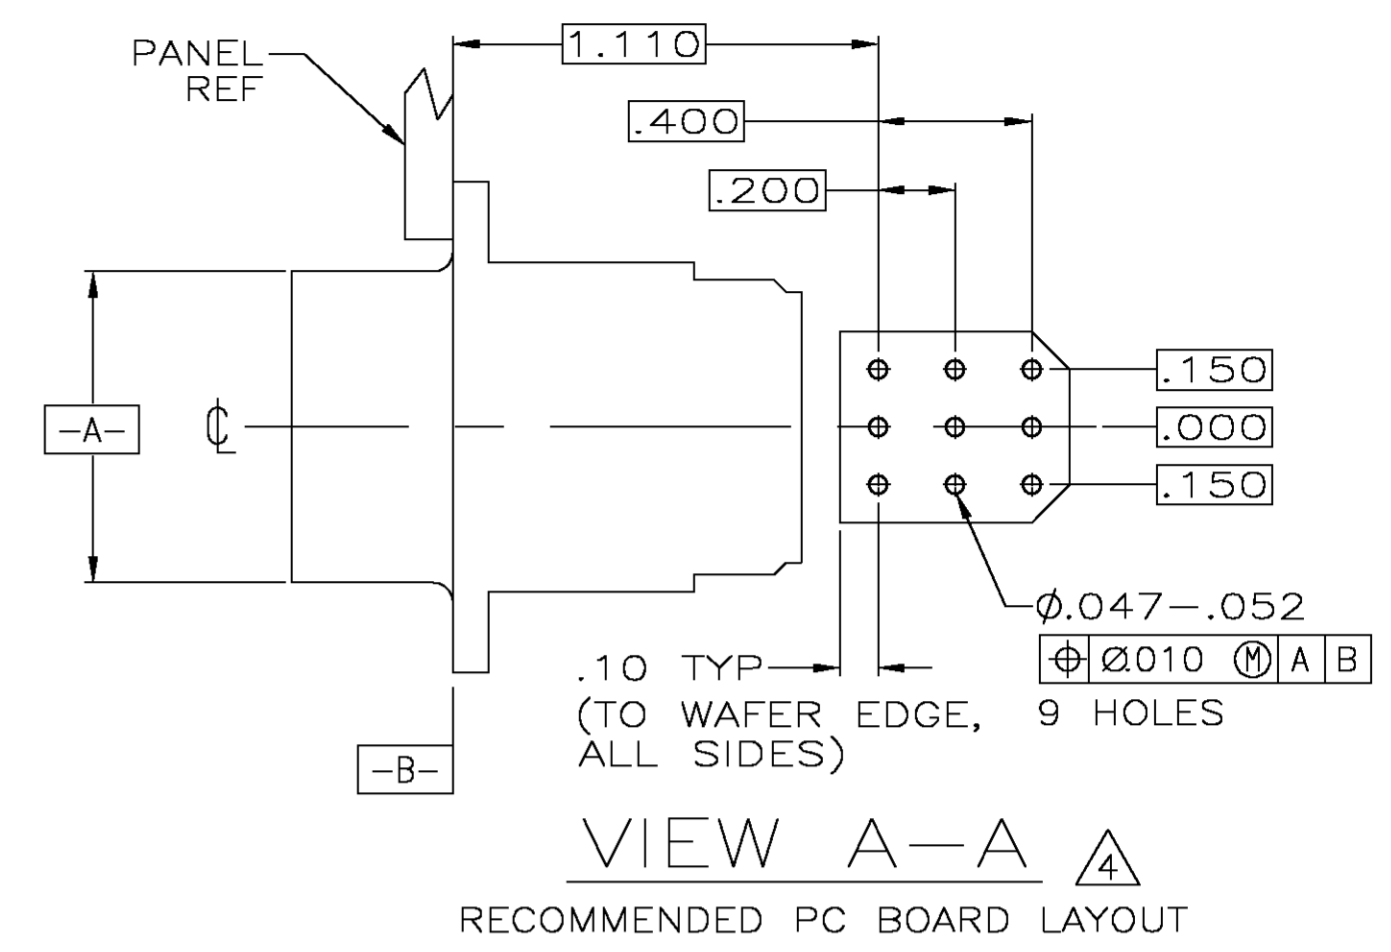 PANEL
REF
1.110
.400
.200
.150
.000
.150
-A-
℄
Ø.047-.052
⌖ Ø.010 Ⓜ A B
9 HOLES
.10 TYP
(TO WAFER EDGE,
ALL SIDES)
-B-
VIEW A-A
4
RECOMMENDED PC BOARD LAYOUT